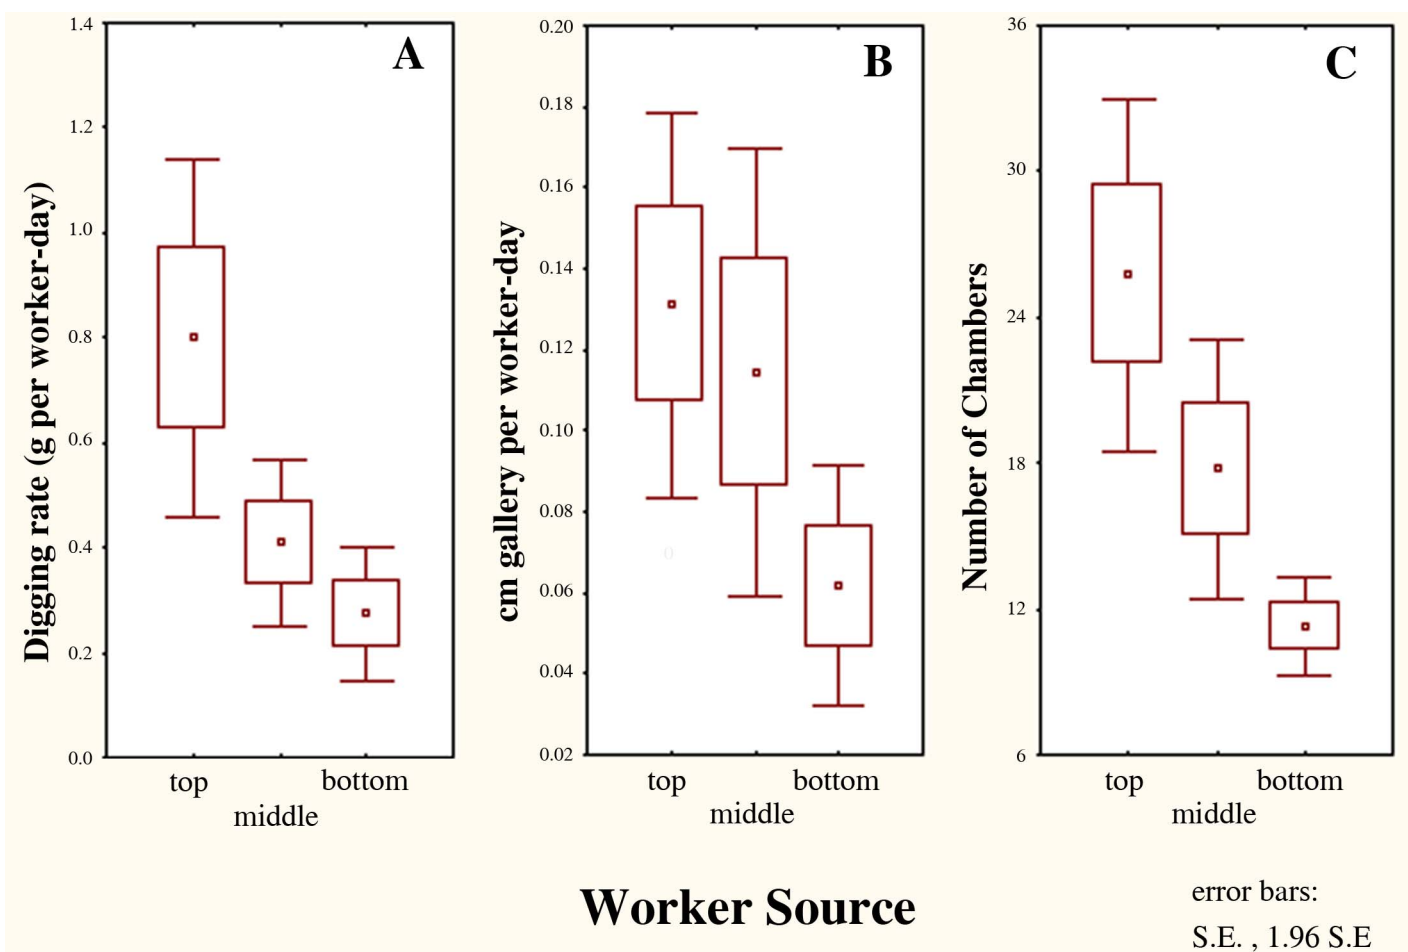 A
B
C
1.4
1.2
1.0
0.8
0.6
0.4
0.2
0.0
Digging rate (g per worker-day)
top
middle
bottom
0.20
0.18
0.16
0.14
0.12
0.10
0.08
0.06
0.04
0.02
cm gallery per worker-day
0
top
middle
bottom
36
30
24
18
12
6
Number of Chambers
top
middle
bottom
Worker Source
error bars:
S.E. , 1.96 S.E